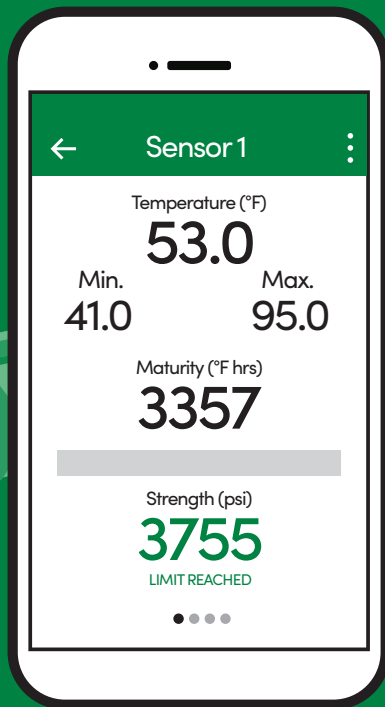 Sensor 1
Temperature (°F)
53.0
Min. Max.
41.0 95.0
Maturity (°F hrs)
3357
Strength (psi)
3755
LIMIT REACHED